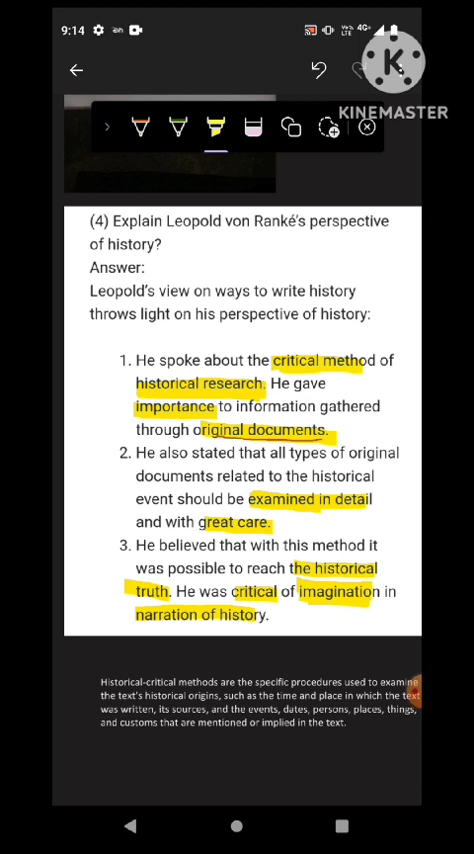 9:14
Vo))
LTE
4G+
K
KINEMASTER
(4) Explain Leopold von Ranké's perspective
of history?
Answer:
Leopold's view on ways to write history
throws light on his perspective of history:
1. He spoke about the critical method of
historical research. He gave
importance to information gathered
through original documents.
2. He also stated that all types of original
documents related to the historical
event should be examined in detail
and with great care.
3. He believed that with this method it
was possible to reach the historical
truth. He was critical of imagination in
narration of history.
Historical-critical methods are the specific procedures used to examine
the text's historical origins, such as the time and place in which the text
was written, its sources, and the events, dates, persons, places, things,
and customs that are mentioned or implied in the text.